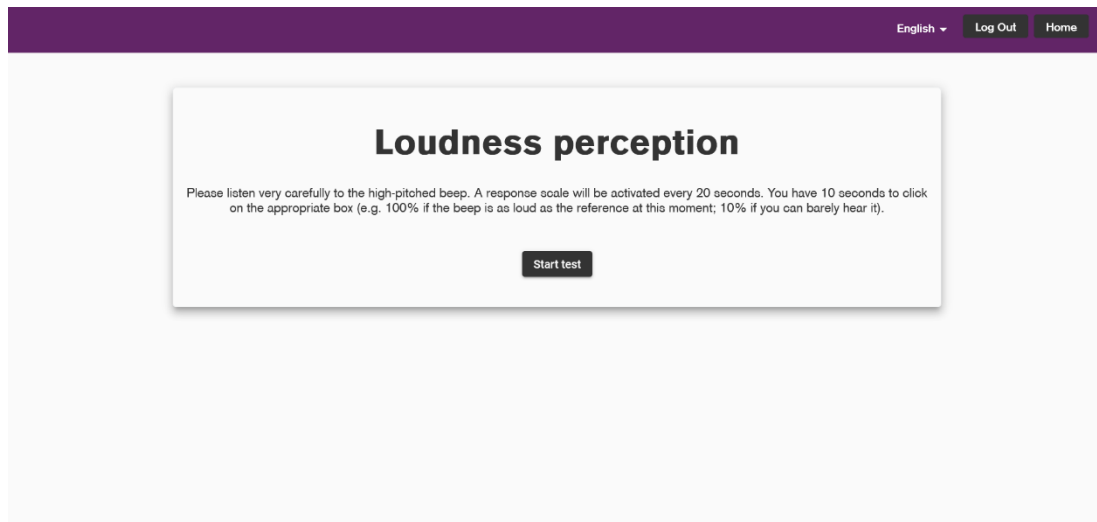 English
Log Out
Home
Loudness perception
Please listen very carefully to the high-pitched beep. A response scale will be activated every 20 seconds. You have 10 seconds to click
on the appropriate box (e.g. 100% if the beep is as loud as the reference at this moment; 10% if you can barely hear it).
Start test